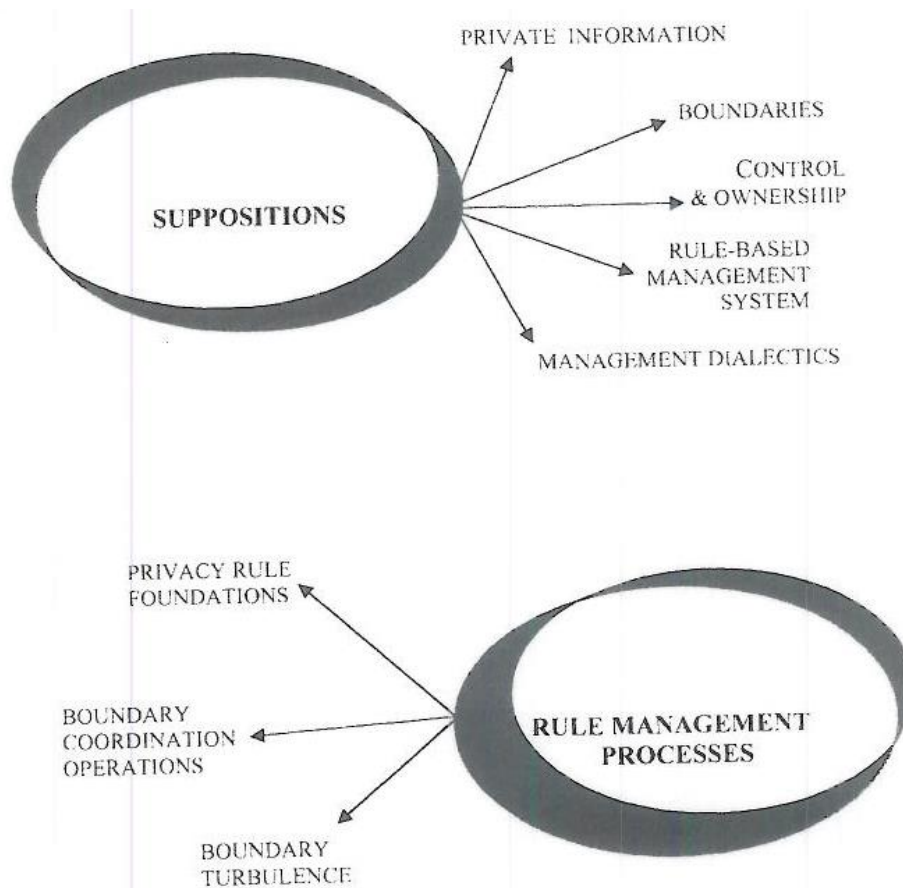 PRIVATE INFORMATION
BOUNDARIES
CONTROL
& OWNERSHIP
SUPPOSITIONS
RULE-BASED
MANAGEMENT
SYSTEM
MANAGEMENT DIALECTICS
PRIVACY RULE
FOUNDATIONS
BOUNDARY
COORDINATION
OPERATIONS
RULE MANAGEMENT
PROCESSES
BOUNDARY
TURBULENCE